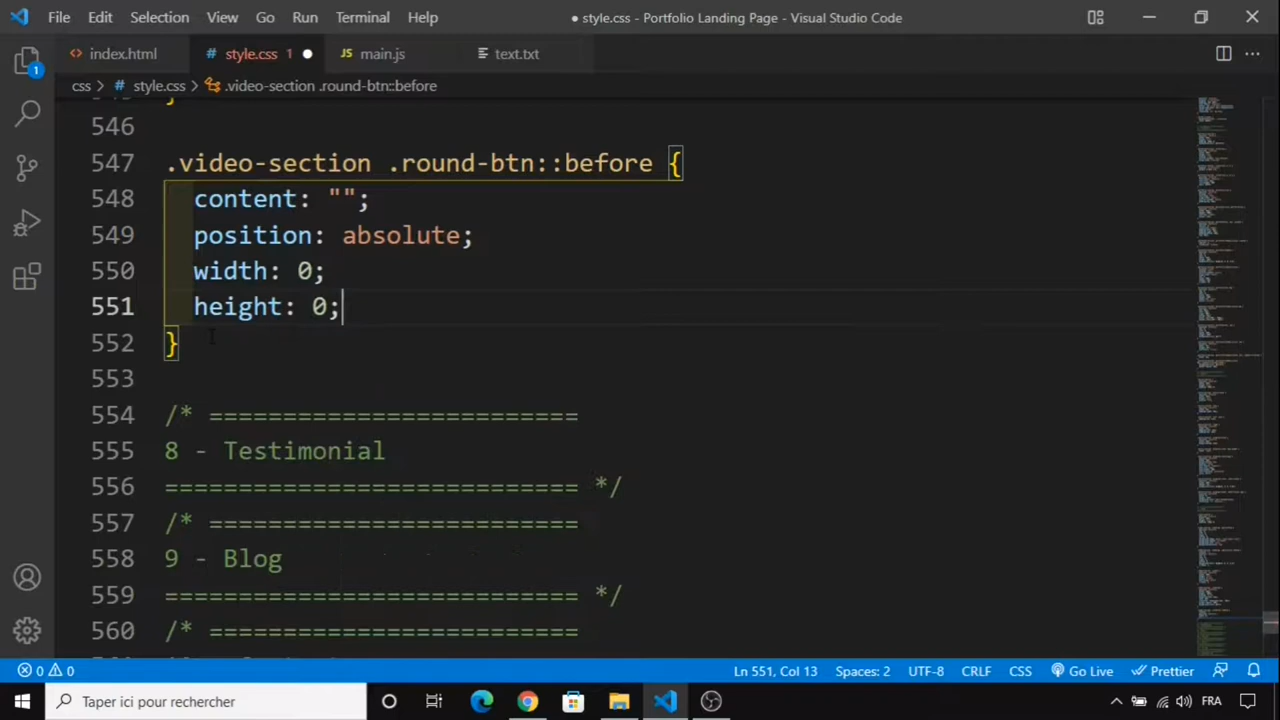 File Edit Selection View Go Run Terminal Help
● style.css - Portfolio Landing Page - Visual Studio Code
<> index.html # style.css 1 ● JS main.js text.txt
css > # style.css > .video-section .round-btn::before
1
}
546
547 .video-section .round-btn::before {
548 content: "";
549 position: absolute;
550 width: 0;
551 height: 0;
552 }
553
554 /* =========================
555 8 - Testimonial
556 ============================ */
557 /* =========================
558 9 - Blog
559 ============================ */
560 /* =========================
0 0 Ln 551, Col 13 Spaces: 2 UTF-8 CRLF CSS Go Live Prettier
Taper ici pour rechercher FRA